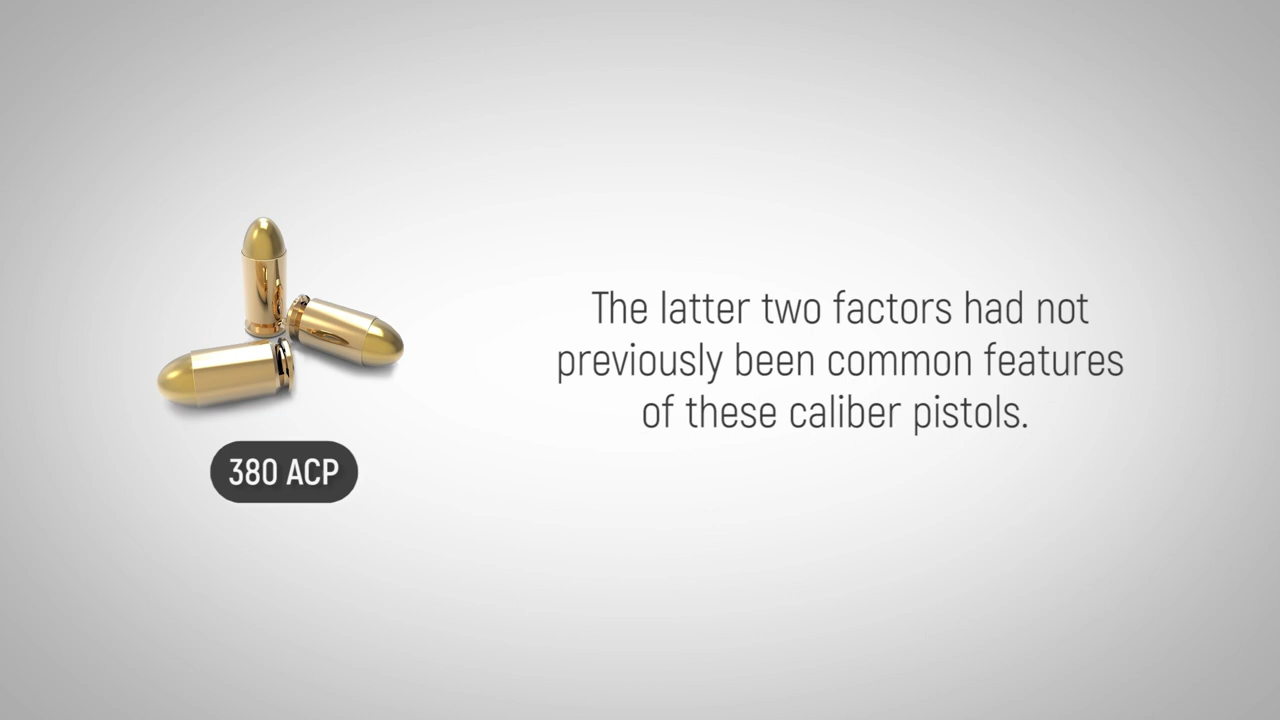 The latter two factors had not
previously been common features
of these caliber pistols.
380 ACP